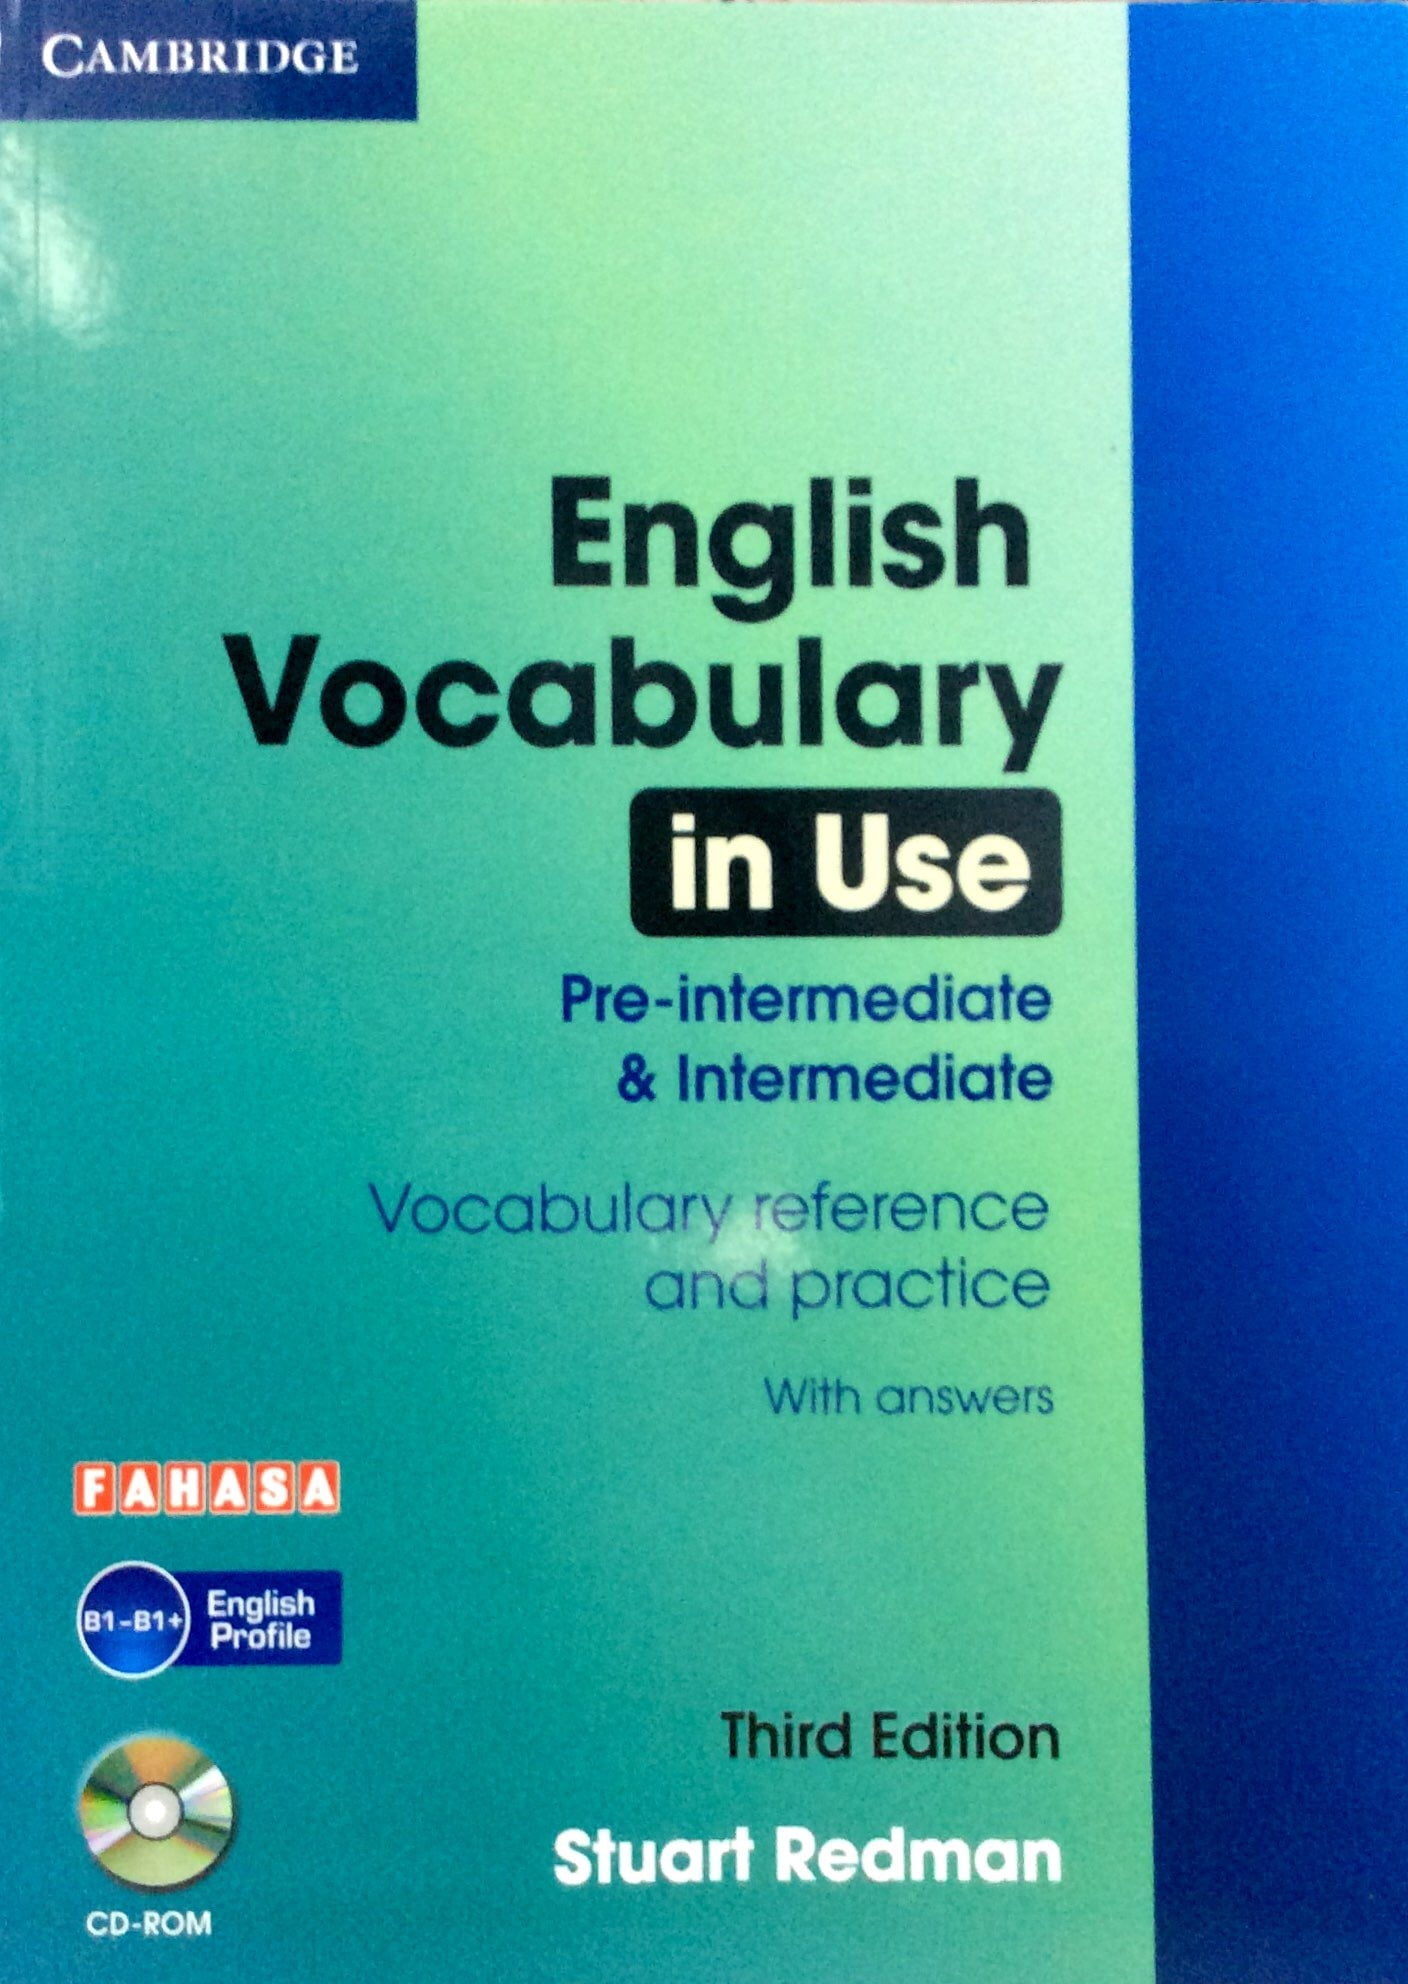 CAMBRIDGE
English
Vocabulary
in Use
Pre-intermediate
& Intermediate
Vocabulary reference
and practice
With answers
FAHASA
B1-B1+
English
Profile
Third Edition
Stuart Redman
CD-ROM